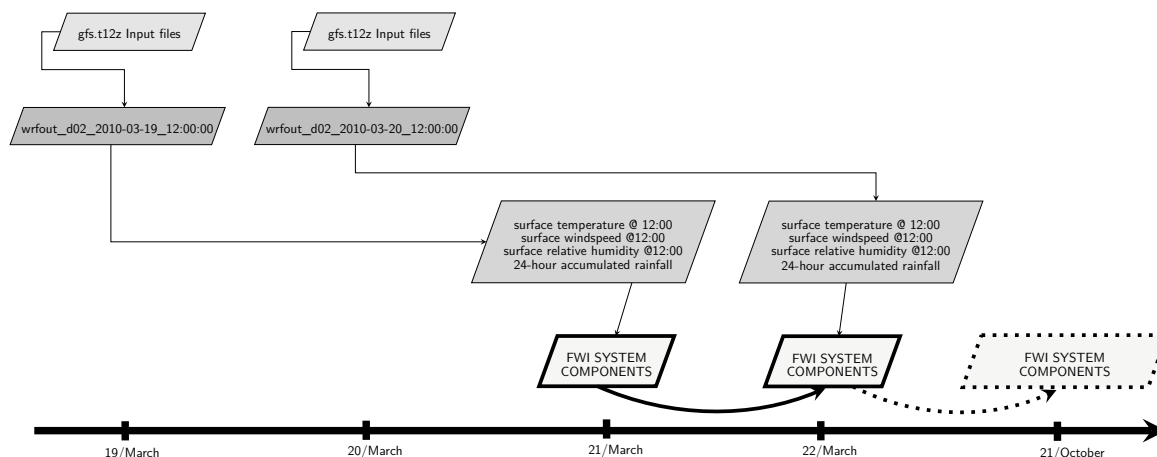 gfs.t12z Input files
gfs.t12z Input files
wrfout_d02_2010-03-19_12:00:00
wrfout_d02_2010-03-20_12:00:00
surface temperature @ 12:00
surface windspeed @12:00
surface relative humidity @12:00
24-hour accumulated rainfall
surface temperature @ 12:00
surface windspeed @12:00
surface relative humidity @12:00
24-hour accumulated rainfall
FWI SYSTEM
COMPONENTS
FWI SYSTEM
COMPONENTS
FWI SYSTEM
COMPONENTS
19/March
20/March
21/March
22/March
21/October